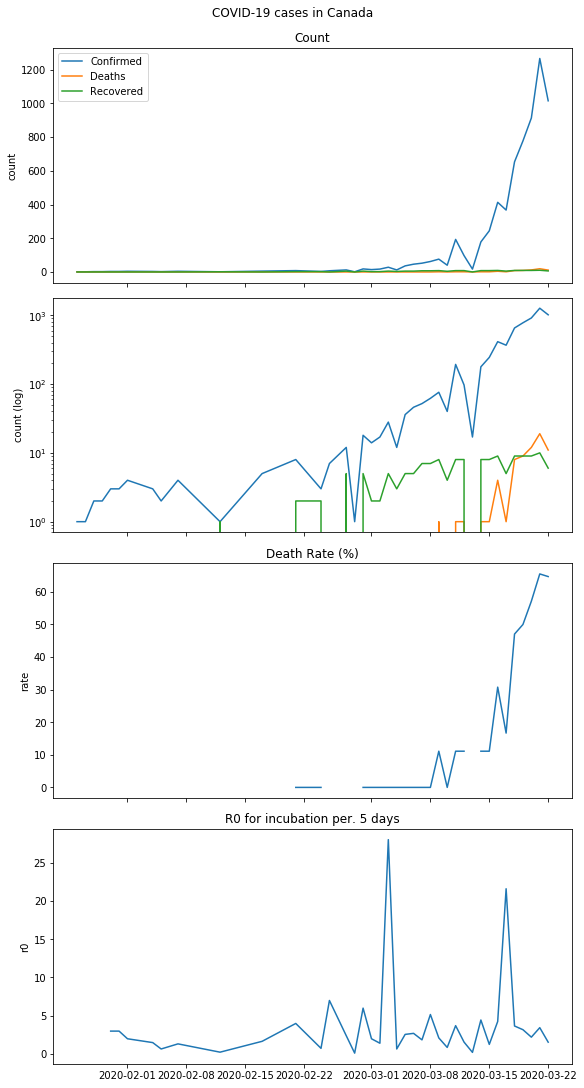 COVID-19 cases in Canada
Count
Confirmed
Deaths
Recovered
1200
1000
800
600
400
200
0
count
10³
10²
10¹
10⁰
count (log)
Death Rate (%)
60
50
40
30
20
10
0
rate
R0 for incubation per. 5 days
25
20
15
10
5
0
r0
2020-02-01 2020-02-08 2020-02-15 2020-02-22 2020-03-01 2020-03-08 2020-03-15 2020-03-22